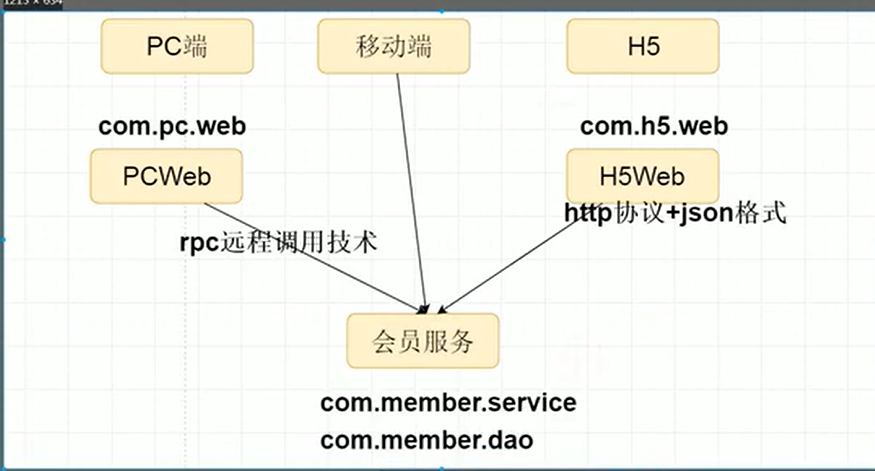 1213 × 634
PC端
移动端
H5
com.pc.web
com.h5.web
PCWeb
H5Web
http协议+json格式
rpc远程调用技术
会员服务
com.member.service
com.member.dao